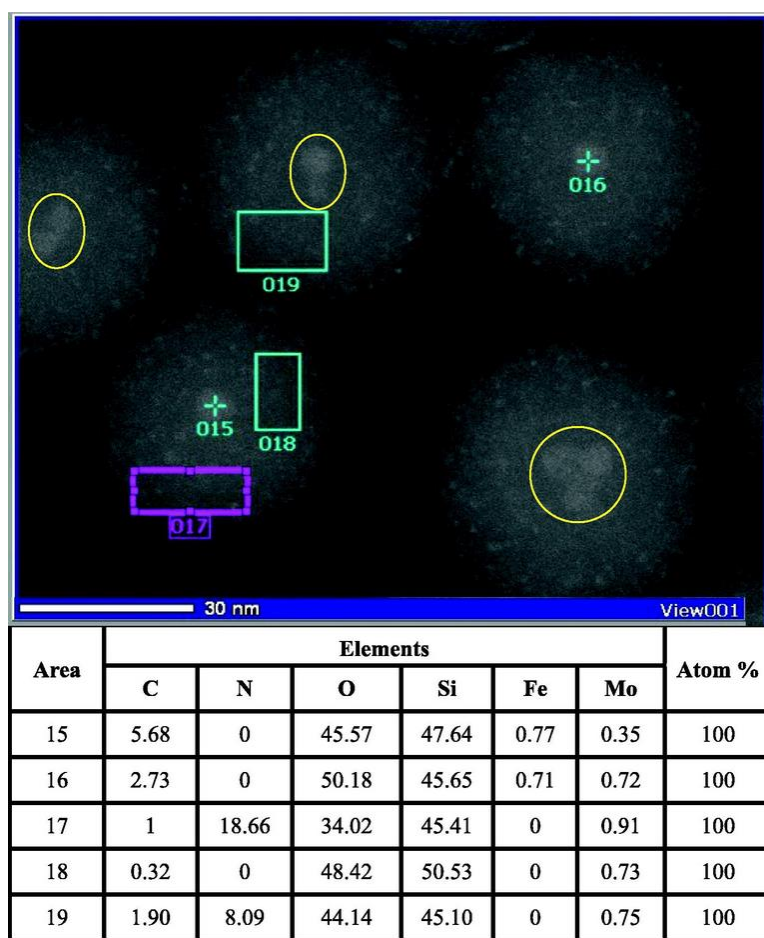 016
019
015
018
017
30 nm View001
Area Elements Atom %
C N O Si Fe Mo
15 5.68 0 45.57 47.64 0.77 0.35 100
16 2.73 0 50.18 45.65 0.71 0.72 100
17 1 18.66 34.02 45.41 0 0.91 100
18 0.32 0 48.42 50.53 0 0.73 100
19 1.90 8.09 44.14 45.10 0 0.75 100